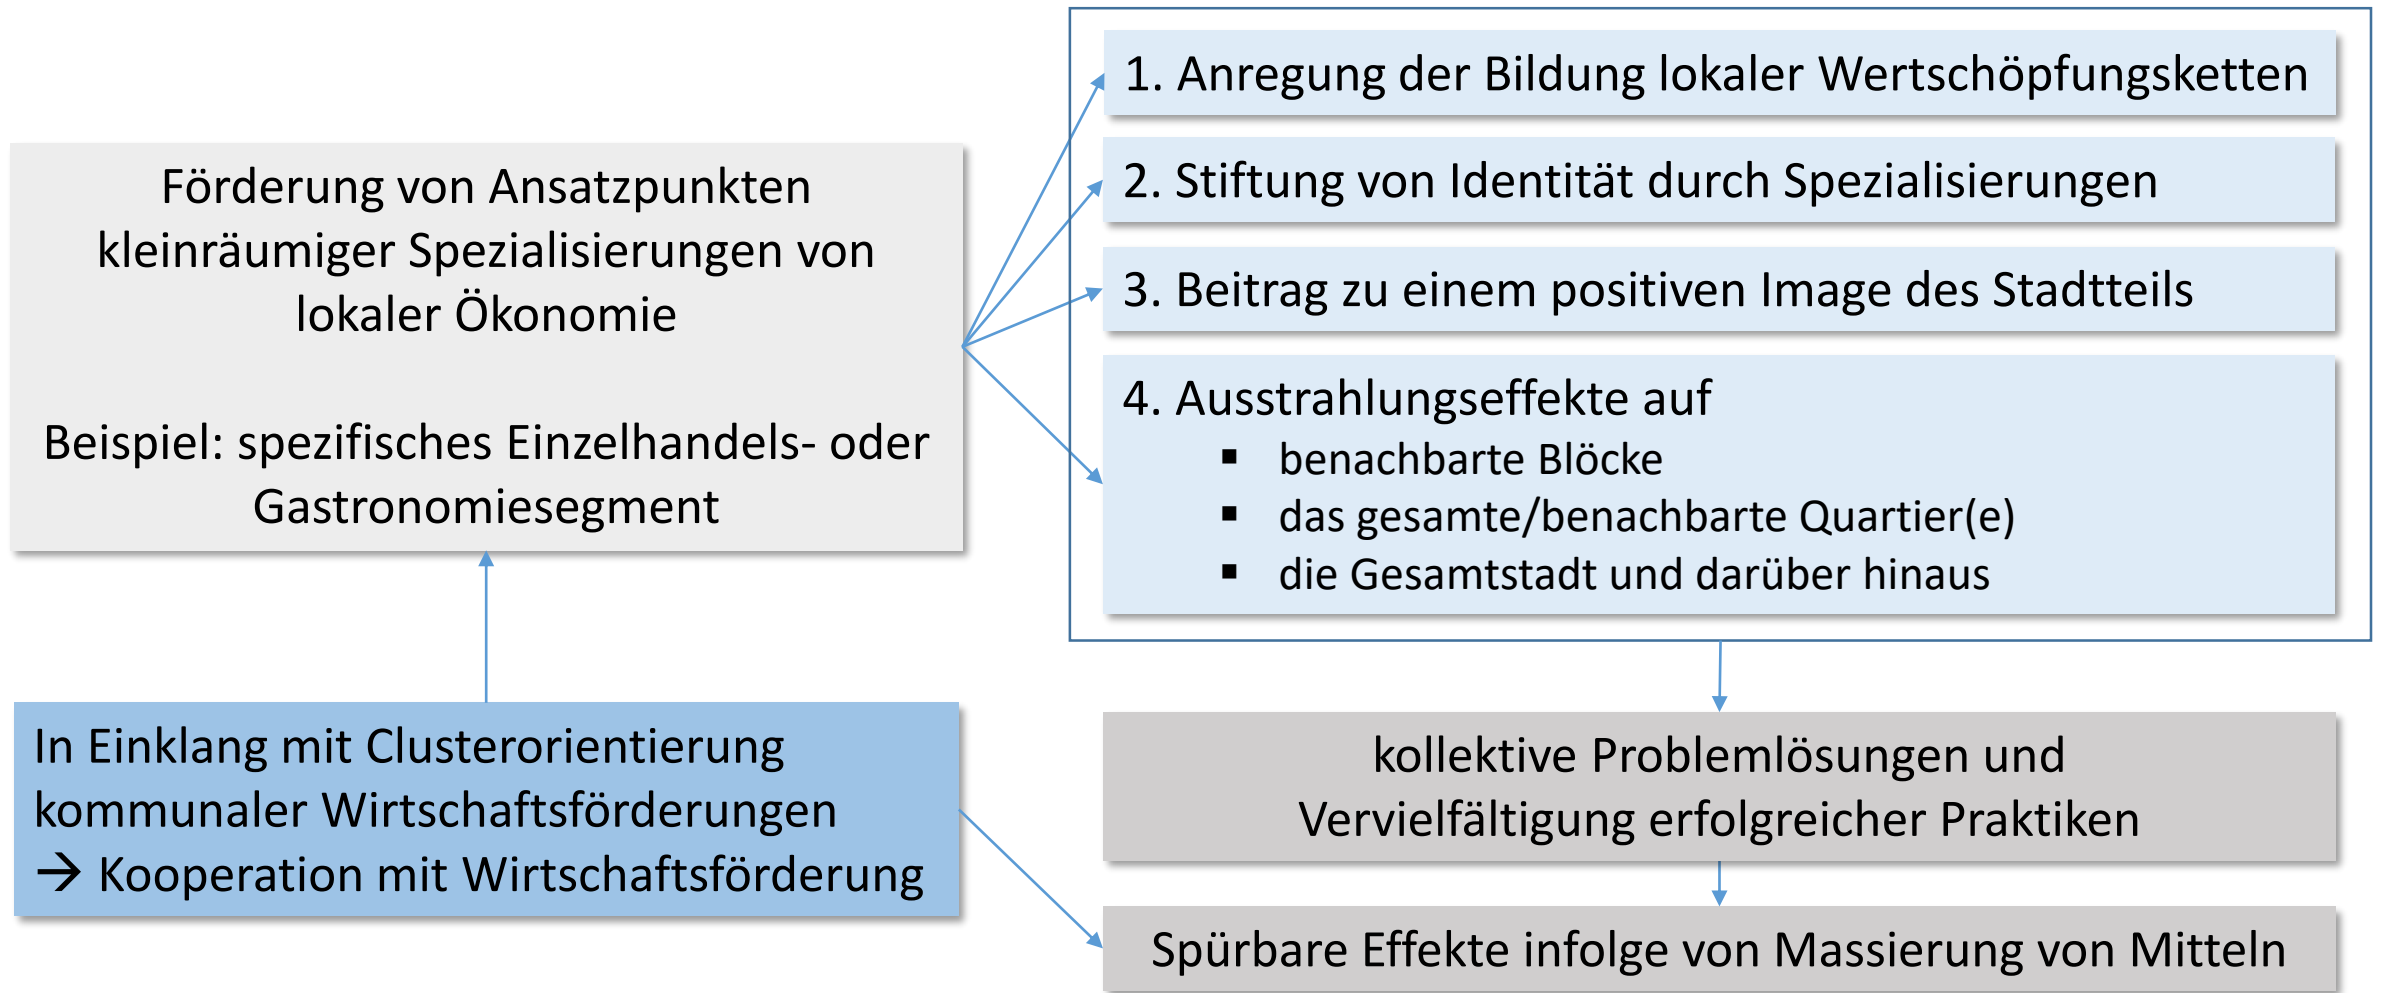 Förderung von Ansatzpunkten
kleinräumiger Spezialisierungen von
lokaler Ökonomie
Beispiel: spezifisches Einzelhandels- oder
Gastronomiesegment
In Einklang mit Clusterorientierung
kommunaler Wirtschaftsförderungen
→ Kooperation mit Wirtschaftsförderung
1. Anregung der Bildung lokaler Wertschöpfungsketten
2. Stiftung von Identität durch Spezialisierungen
3. Beitrag zu einem positiven Image des Stadtteils
4. Ausstrahlungseffekte auf
▪ benachbarte Blöcke
▪ das gesamte/benachbarte Quartier(e)
▪ die Gesamtstadt und darüber hinaus
kollektive Problemlösungen und
Vervielfältigung erfolgreicher Praktiken
Spürbare Effekte infolge von Massierung von Mitteln